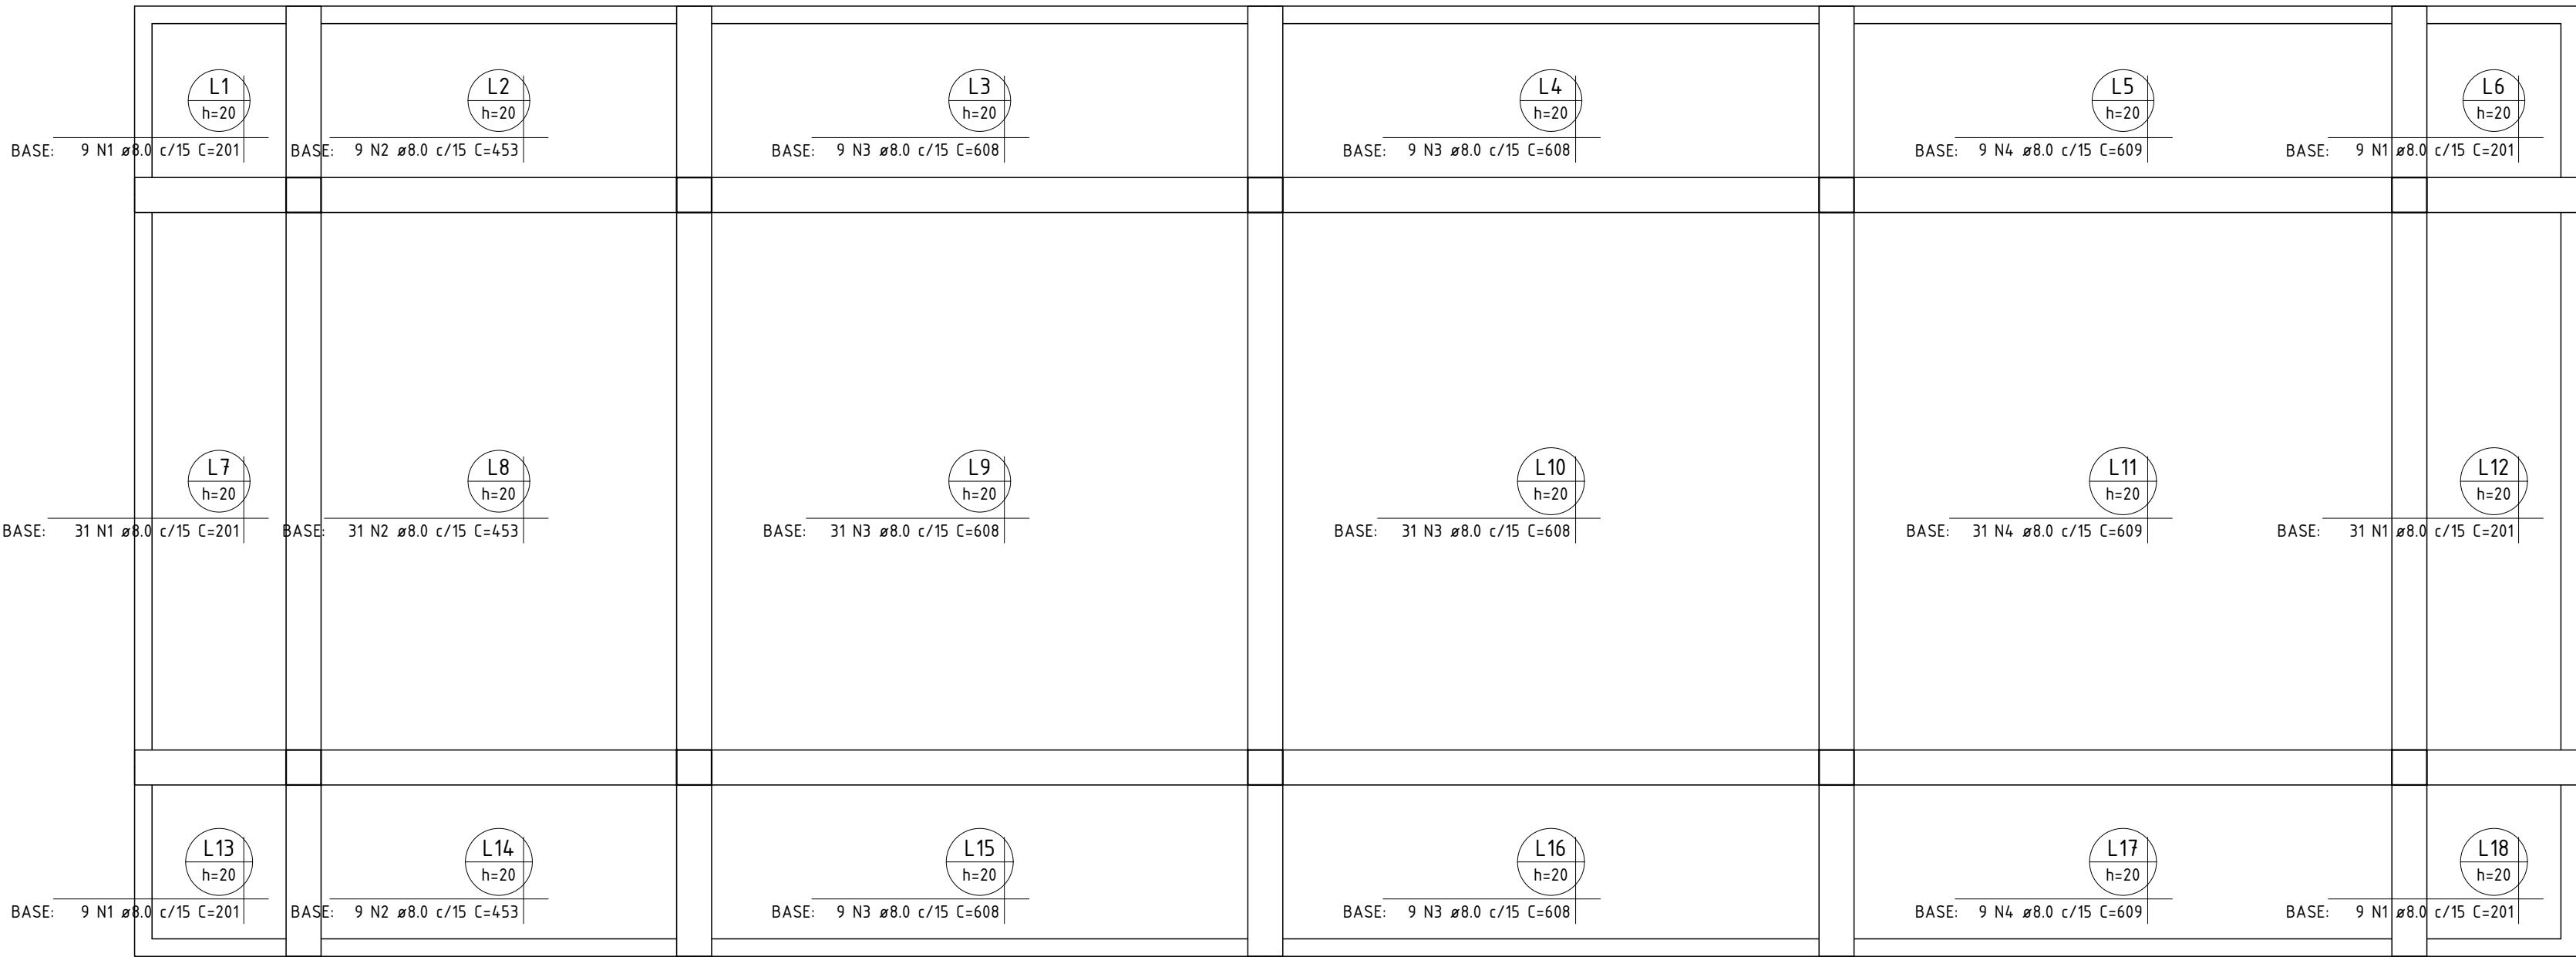 L1
h=20
BASE: 9 N1 ø8.0 c/15 C=201
L2
h=20
BASE: 9 N2 ø8.0 c/15 C=453
L3
h=20
BASE: 9 N3 ø8.0 c/15 C=608
L4
h=20
BASE: 9 N3 ø8.0 c/15 C=608
L5
h=20
BASE: 9 N4 ø8.0 c/15 C=609
L6
h=20
BASE: 9 N1 ø8.0 c/15 C=201
L7
h=20
BASE: 31 N1 ø8.0 c/15 C=201
L8
h=20
BASE: 31 N2 ø8.0 c/15 C=453
L9
h=20
BASE: 31 N3 ø8.0 c/15 C=608
L10
h=20
BASE: 31 N3 ø8.0 c/15 C=608
L11
h=20
BASE: 31 N4 ø8.0 c/15 C=609
L12
h=20
BASE: 31 N1 ø8.0 c/15 C=201
L13
h=20
BASE: 9 N1 ø8.0 c/15 C=201
L14
h=20
BASE: 9 N2 ø8.0 c/15 C=453
L15
h=20
BASE: 9 N3 ø8.0 c/15 C=608
L16
h=20
BASE: 9 N3 ø8.0 c/15 C=608
L17
h=20
BASE: 9 N4 ø8.0 c/15 C=609
L18
h=20
BASE: 9 N1 ø8.0 c/15 C=201